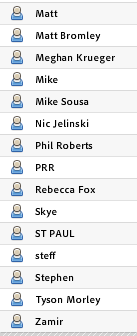 Matt
Matt Bromley
Meghan Krueger
Mike
Mike Sousa
Nic Jelinski
Phil Roberts
PRR
Rebecca Fox
Skye
ST PAUL
steff
Stephen
Tyson Morley
Zamir